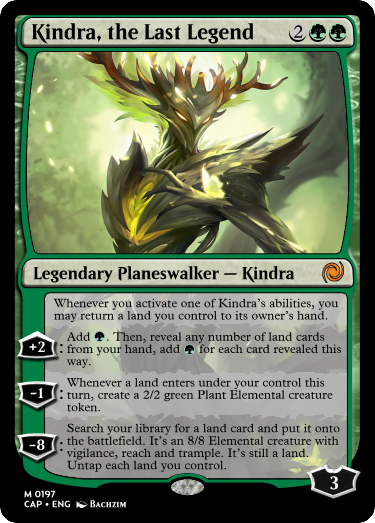 Kindra, the Last Legend 2
Legendary Planeswalker — Kindra
Whenever you activate one of Kindra's abilities, you
may return a land you control to its owner's hand.
+2: Add . Then, reveal any number of land cards
from your hand, add for each card revealed this
way.
-1: Whenever a land enters under your control this
turn, create a 2/2 green Plant Elemental creature
token.
-8: Search your library for a land card and put it onto
the battlefield. It's an 8/8 Elemental creature with
vigilance, reach and trample. It's still a land.
Untap each land you control.
3
M 0197
CAP • ENG Bachzim